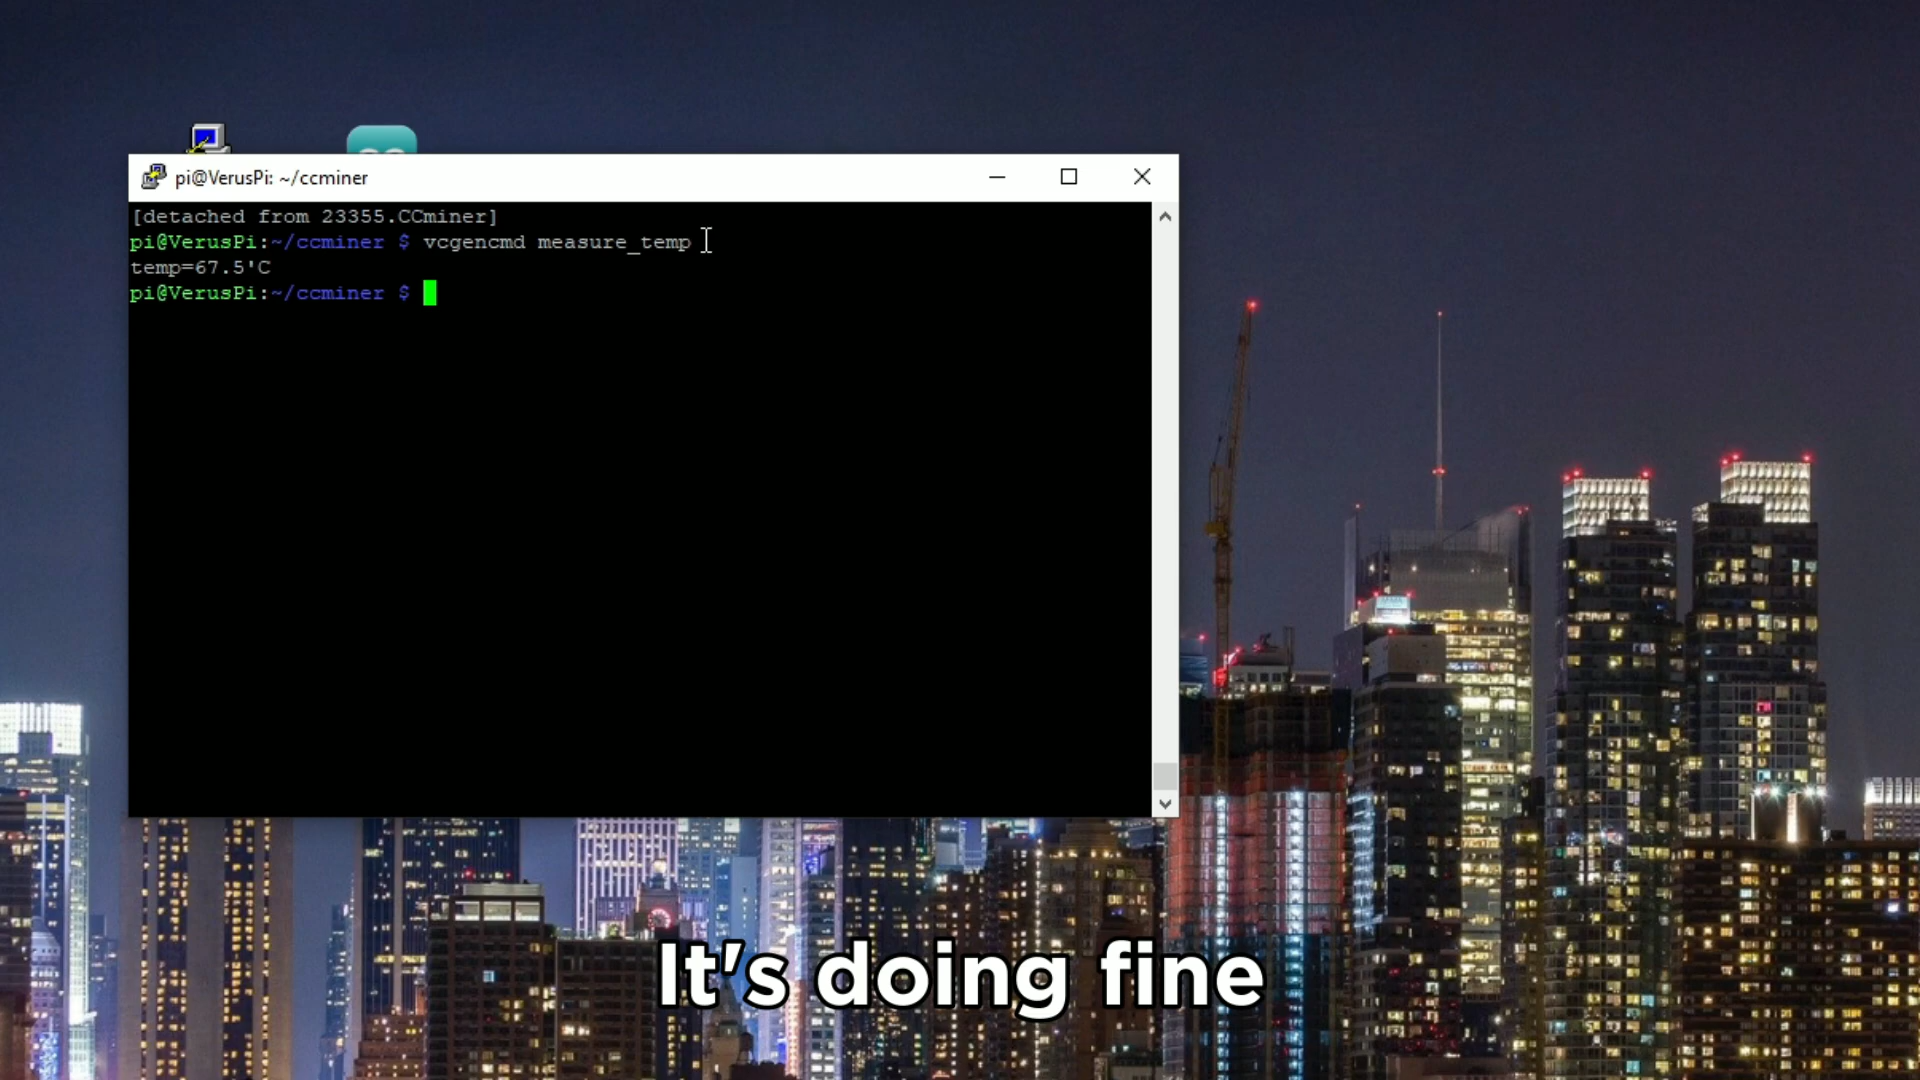 pi@VerusPi: ~/ccminer
[detached from 23355.CCminer]
pi@VerusPi:~/ccminer $ vcgencmd measure_temp
temp=67.5'C
pi@VerusPi:~/ccminer $
It's doing fine